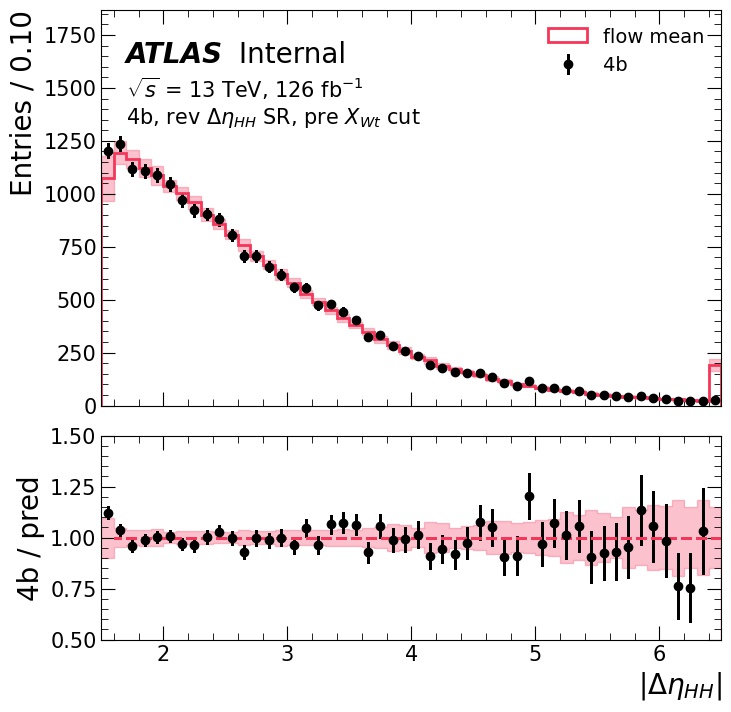 Entries / 0.10
1750
1500
1250
1000
750
500
250
0
ATLAS Internal
√s = 13 TeV, 126 fb⁻¹
4b, rev Δη_HH SR, pre X_Wt cut
flow mean
4b
4b / pred
1.50
1.25
1.00
0.75
0.50
2 3 4 5 6
|Δη_HH|